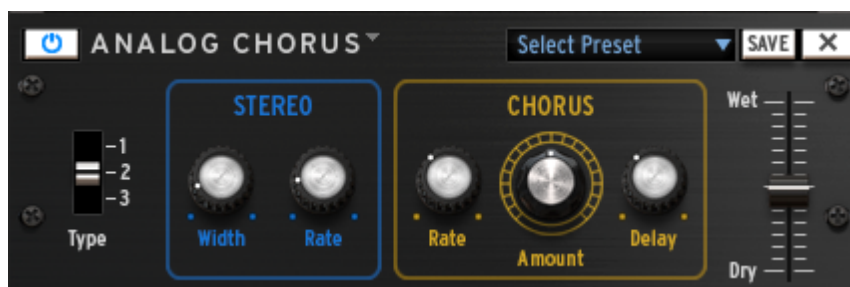 ANALOG CHORUS
Select Preset
SAVE
STEREO
CHORUS
Wet
1
2
3
Type
Width
Rate
Rate
Amount
Delay
Dry